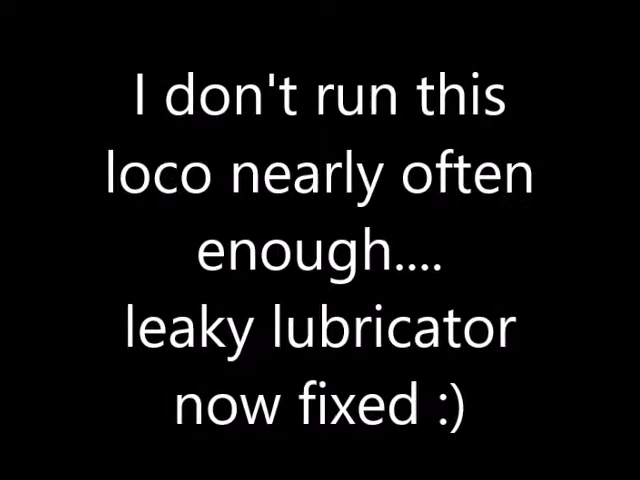 I don't run this
loco nearly often
enough....
leaky lubricator
now fixed :)